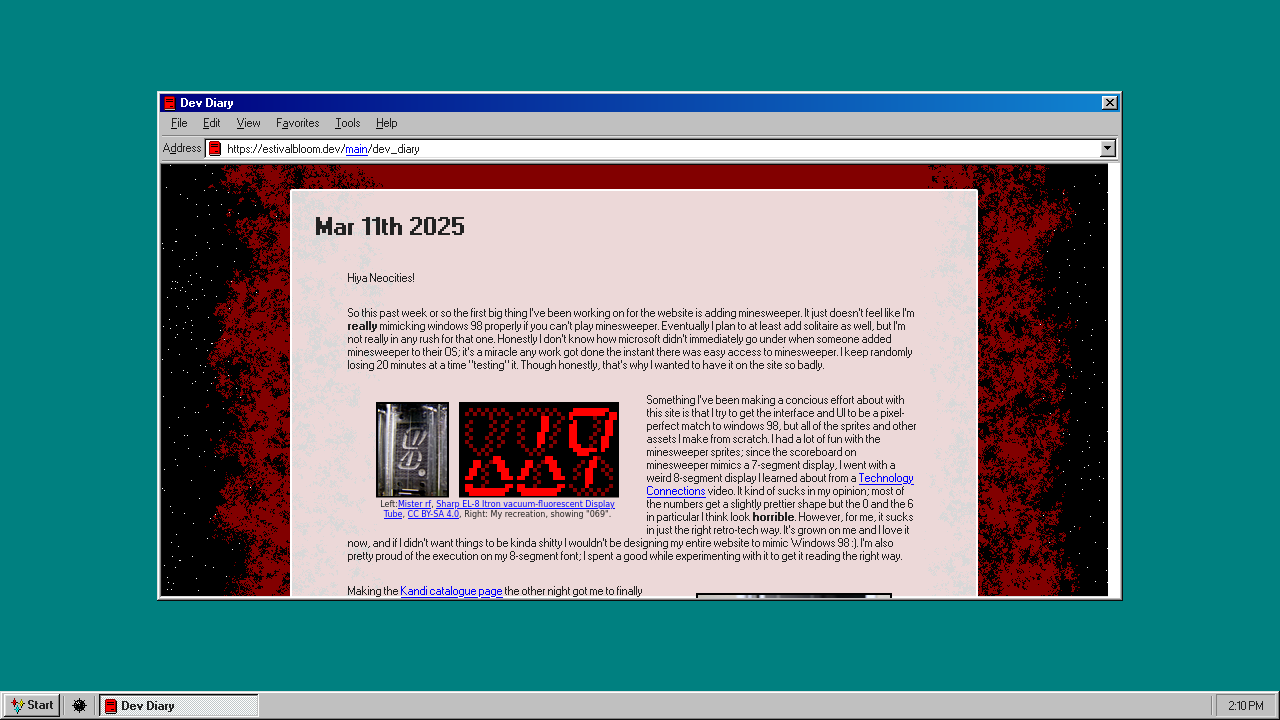 Dev Diary
File Edit View Favorites Tools Help
Address https://estivalbloom.dev/main/dev_diary
Mar 11th 2025
Hiya Neocities!
So this past week or so the first big thing I've been working on for the website is adding minesweeper. It just doesn't feel like I'm
really mimicking windows 98 properly if you can't play minesweeper. Eventually I plan to at least add solitaire as well, but I'm
not really in any rush for that one. Honestly I don't know how microsoft didn't immediately go under when someone added
minesweeper to their OS, it's a miracle any work got done the instant there was easy access to minesweeper. I keep randomly
losing 20 minutes at a time "testing" it. Though honestly, that's why I wanted to have it on the site so badly.
Left:Mister rf, Sharp EL-8 Itron vacuum-fluorescent Display
Tube, CC BY-SA 4.0, Right: My recreation, showing "069".
Something I've been making a concious effort about with
this site is that I try to get the interface and UI to be a pixel-
perfect match to windows 98, but all of the sprites and other
assets I make from scratch. I had a lot of fun with the
minesweeper sprites; since the scoreboard on
minesweeper mimics a 7-segment display, I went with a
weird 8-segment display I learned about from a Technology
Connections video. It kind of sucks in my opinion; most of
the numbers get a slightly prettier shape but the 0 and the 6
in particular I think look horrible. However, for me, it sucks
in just the right retro-tech way. It's grown on me and I love it
now, and if I didn't want things to be kinda shitty I wouldn't be designing my entire website to mimic Windows 98 :). I'm also
pretty proud of the execution on my 8-segment font; I spent a good while experimenting with it to get it reading the right way.
Making the Kandi catalogue page the other night got me to finally
Start Dev Diary 2:10 PM